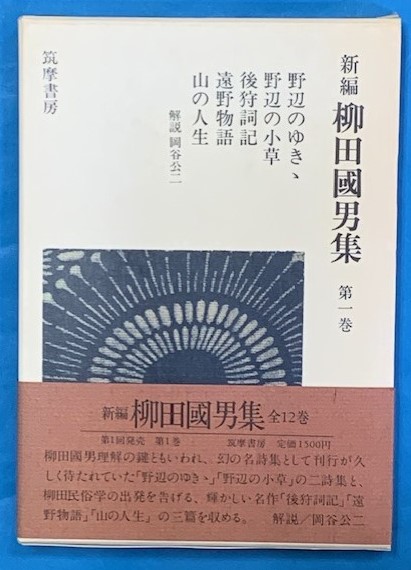 新編 柳田國男集 第一巻
野辺のゆきゝ
野辺の小草
後狩詞記
遠野物語
山の人生
解説 岡谷公二
筑摩書房
新編 柳田國男集 全12巻
第1回発売 第1巻 筑摩書房 定価1500円
柳田國男理解の鍵ともいわれ、幻の名詩集として刊行が久
しく待たれていた「野辺のゆきゝ」「野辺の小草」の二詩集と、
柳田民俗学の出発を告げる、輝かしい名作「後狩詞記」「遠
野物語」「山の人生」の三篇を収める。 解説/岡谷公二